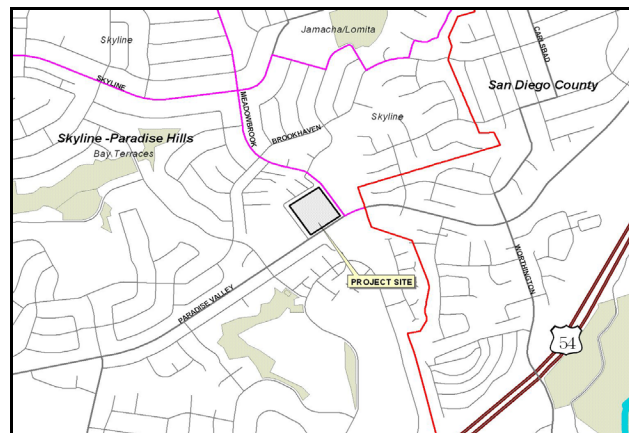 Skyline
Jamacha/Lomita
CARLSBAD
SKYLINE
San Diego County
MEADOWBROOK
BROOKHAVEN
Skyline
Skyline -Paradise Hills
Bay Terraces
WORTHINGTON
PROJECT SITE
PARADISE VALLEY
54